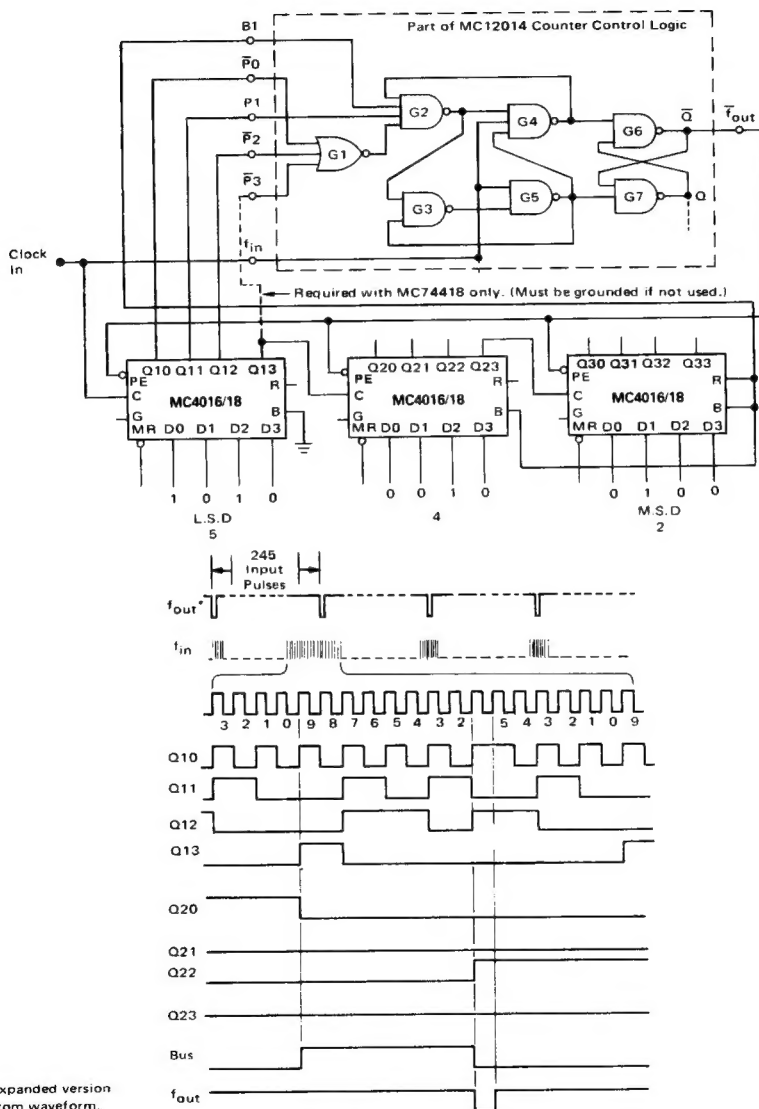 Part of MC12014 Counter Control Logic
B1
P̅0
P1
P̅2
P̅3
fin
Clock
In
G1
G2
G3
G4
G5
G6
G7
Q̅
Q
f̅out
Required with MC74418 only. (Must be grounded if not used.)
Q10 Q11 Q12 Q13
PE R
C MC4016/18
G B
MR D0 D1 D2 D3
1 0 1 0
L.S.D
5
Q20 Q21 Q22 Q23
PE R
C MC4016/18
G B
MR D0 D1 D2 D3
0 0 1 0
4
Q30 Q31 Q32 Q33
PE R
C MC4016/18
G B
MR D0 D1 D2 D3
0 1 0 0
M.S.D
2
245
Input
Pulses
fout*
fin
3 2 1 0 9 8 7 6 5 4 3 2 5 4 3 2 1 0 9
Q10
Q11
Q12
Q13
Q20
Q21
Q22
Q23
Bus
fout
xpanded version
om waveform.